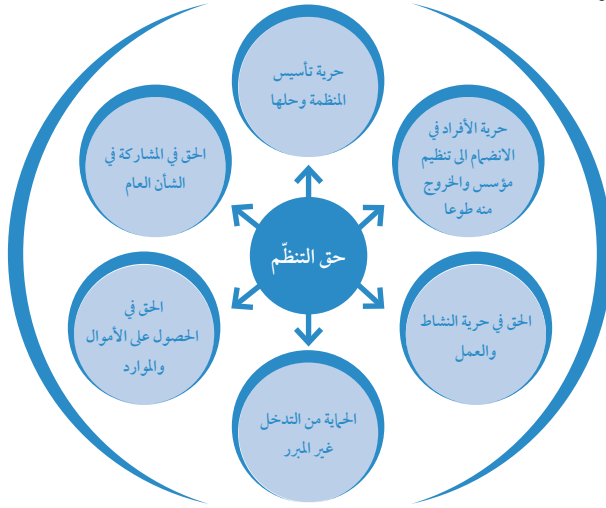 حرية تأسيس
المنظمة وحلها
حرية الأفراد في
الانضمام الى تنظيم
مؤسس والخروج
منه طوعا
الحق في المشاركة في
الشأن العام
حق التنظّم
الحق في حرية النشاط
والعمل
الحق في
الحصول على الأموال
والموارد
الحماية من التدخل
غير المبرر